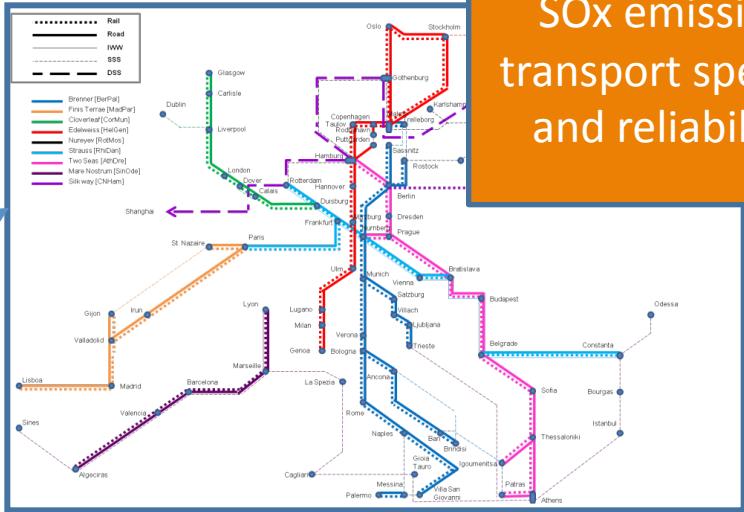 SOx emissi
transport spe
and reliabil
Rail
Road
IWW
SSS
DSS
Brenner [BerPal]
Finis Terrae [MadPar]
Cloverleaf [CorMun]
Edelweiss [HelGen]
Nureyev [RotMos]
Strauss [RhiDan]
Two Seas [AthDre]
Mare Nostrum [SinOde]
Silk way [CNHam]
Oslo
Stockholm
Glasgow
Gothenburg
Carlisle
Dublin
Karlshamn
Copenhagen
Trelleborg
Taulov
Liverpool
Rodby
Puttgarden
Sassnitz
Hamburg
Rostock
London
Dover
Rotterdam
Hannover
Berlin
Calais
Duisburg
Shanghai
Dresden
Frankfurt
Prague
St. Nazaire
Paris
Ulm
Munich
Vienna
Bratislava
Salzburg
Budapest
Lyon
Odessa
Gijon
Irun
Lugano
Villach
Ljubljana
Milan
Valladolid
Verona
Trieste
Belgrade
Constanta
Genoa
Bologna
Marseille
Lisboa
Madrid
Barcelona
La Spezia
Ancona
Sofia
Bourgas
Rome
Valencia
Sines
Naples
Bari
Brindisi
Thessaloniki
Istanbul
Gioia
Tauro
Igoumenitsa
Algeciras
Cagliari
Messina
Palermo
Villa San
Giovanni
Patras
Athens